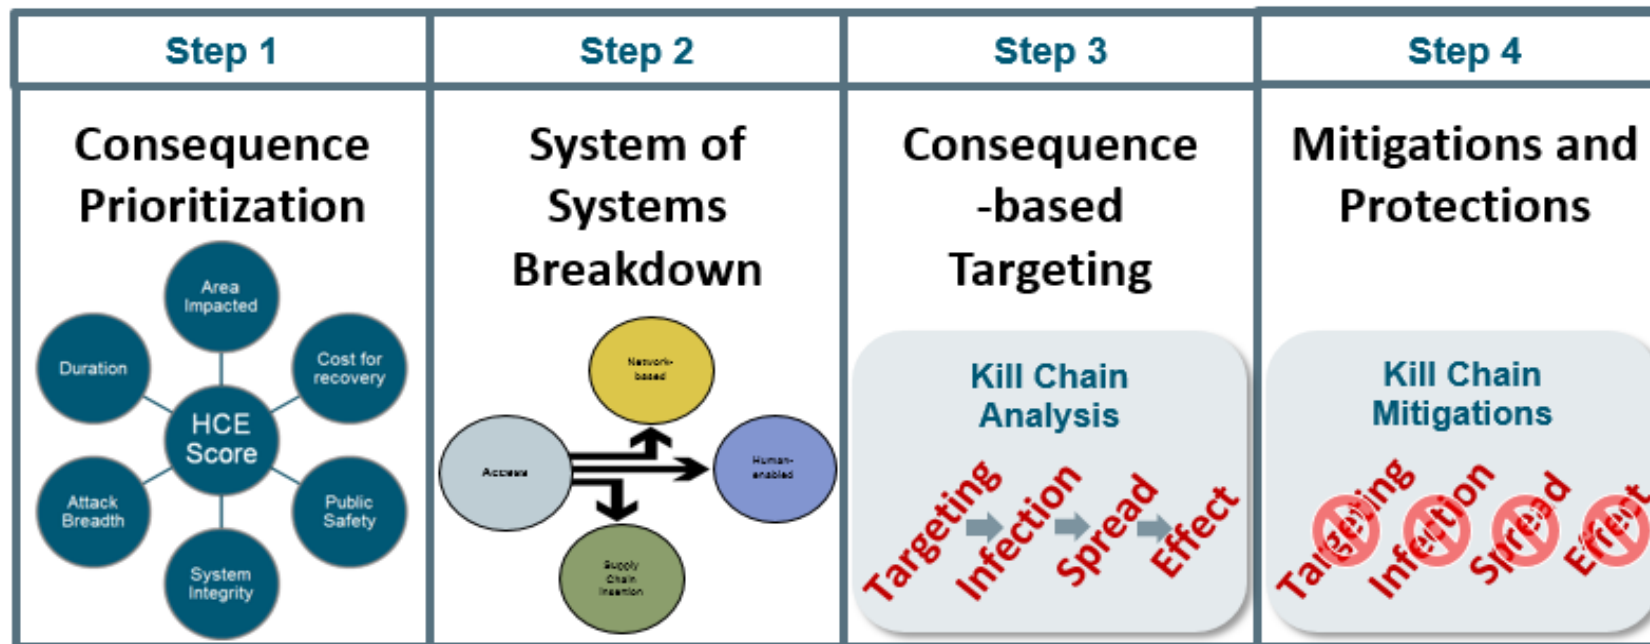 Step 1
Step 2
Step 3
Step 4
Consequence
Prioritization
Area
Impacted
Duration
Cost for
recovery
HCE
Score
Attack
Breadth
Public
Safety
System
Integrity
System of
Systems
Breakdown
Network-
based
Access
Human-
enabled
Supply
Chain
Insertion
Consequence
-based
Targeting
Kill Chain
Analysis
Targeting
Infection
Spread
Effect
Mitigations and
Protections
Kill Chain
Mitigations
Targeting
Infection
Spread
Effect